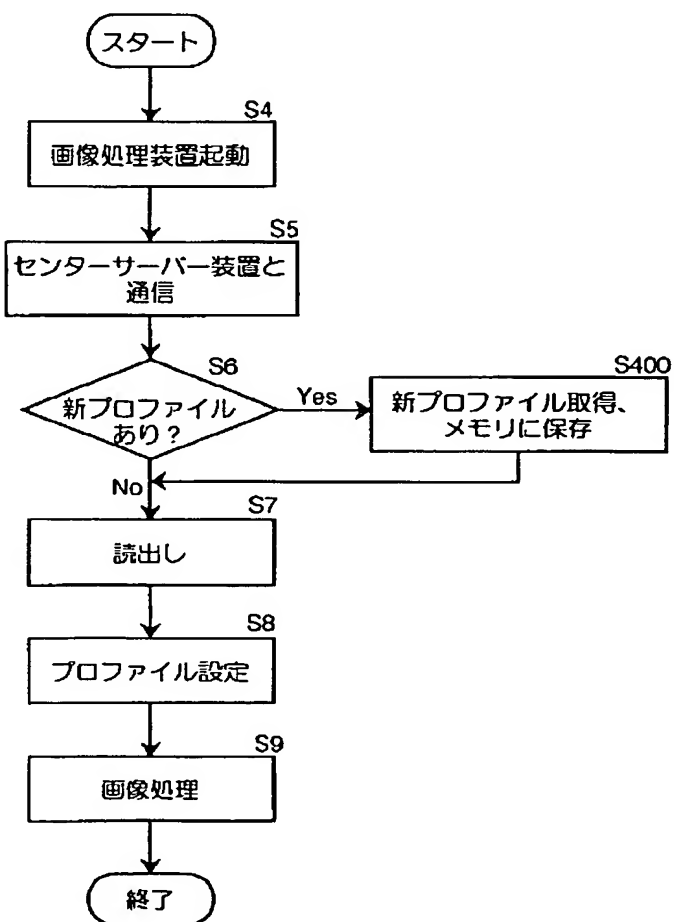 スタート
S4
画像処理装置起動
S5
センターサーバー装置と
通信
S6
新プロファイル
あり?
Yes
S400
新プロファイル取得、
メモリに保存
No
S7
読出し
S8
プロファイル設定
S9
画像処理
終了